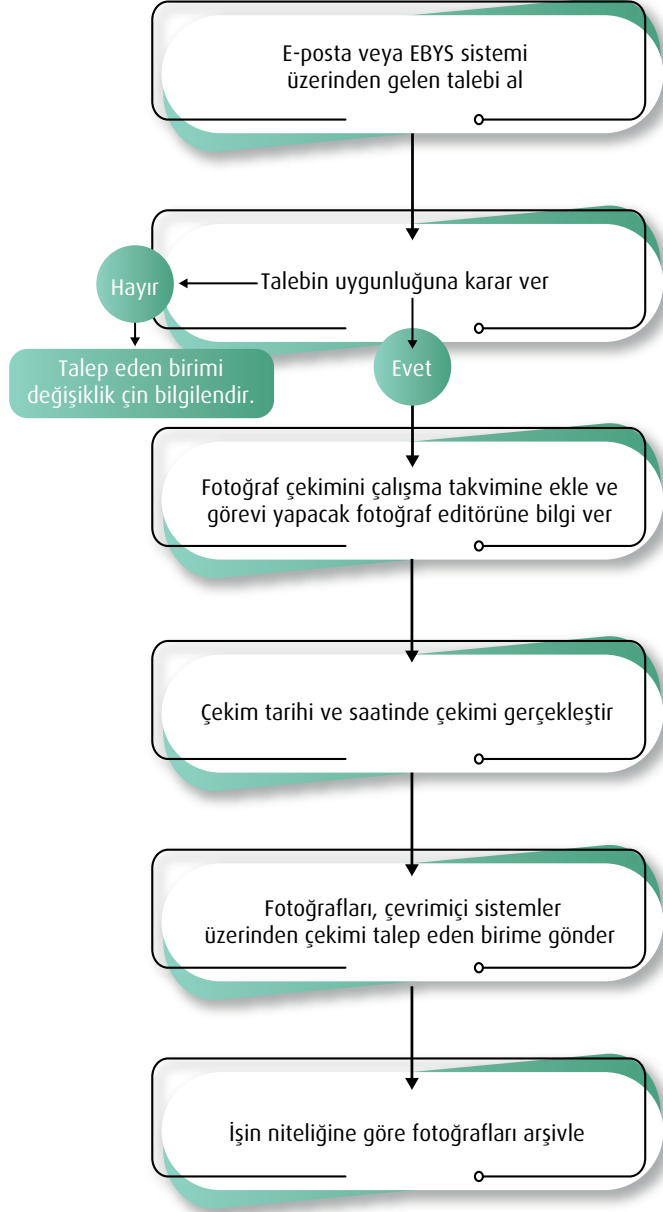 E-posta veya EBYS sistemi
üzerinden gelen talebi al
Talebin uygunluğuna karar ver
Hayır
Talep eden birimi
değişiklik çin bilgilendir.
Evet
Fotoğraf çekimini çalışma takvimine ekle ve
görevi yapacak fotoğraf editörüne bilgi ver
Çekim tarihi ve saatinde çekimi gerçekleştir
Fotoğrafları, çevrimiçi sistemler
üzerinden çekimi talep eden birime gönder
İşin niteliğine göre fotoğrafları arşivle